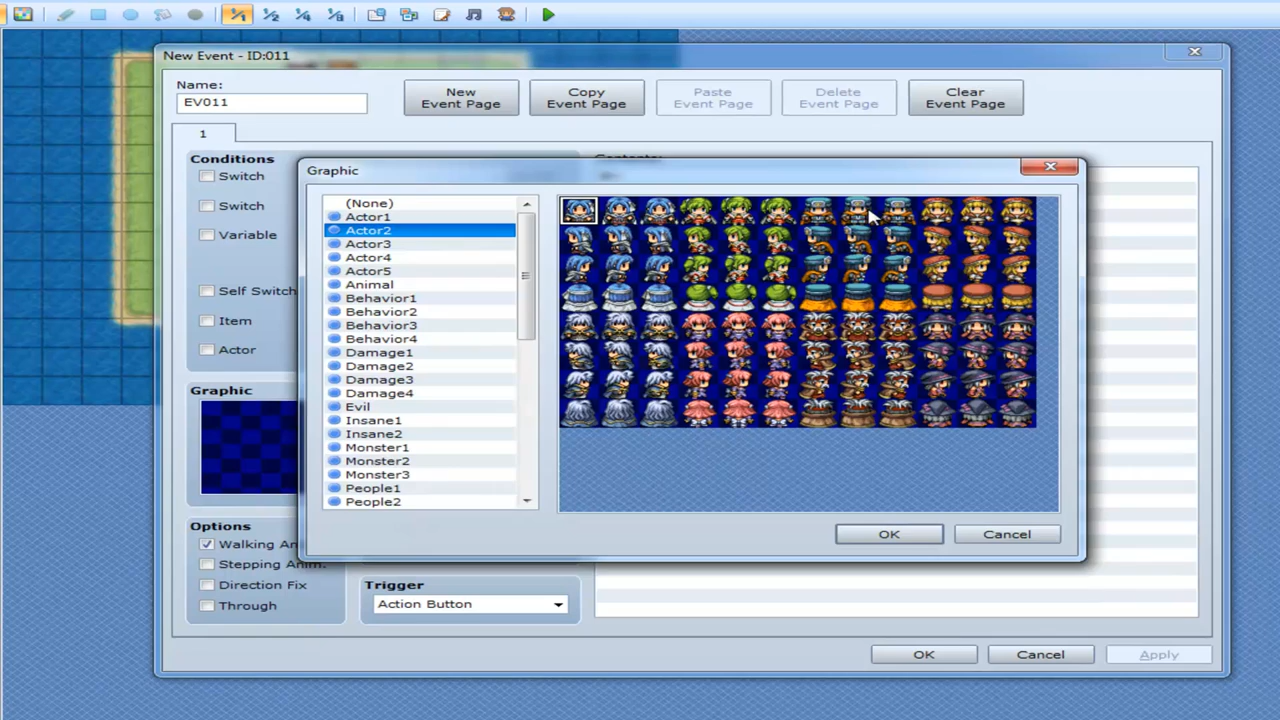 New Event - ID:011
Name:
EV011
New
Event Page
Copy
Event Page
Paste
Event Page
Delete
Event Page
Clear
Event Page
1
Conditions
Switch
Switch
Variable
Self Switch
Item
Actor
Graphic
Options
Walking An
Stepping Anim.
Direction Fix
Through
Trigger
Action Button
Contents:
Graphic
(None)
Actor1
Actor2
Actor3
Actor4
Actor5
Animal
Behavior1
Behavior2
Behavior3
Behavior4
Damage1
Damage2
Damage3
Damage4
Evil
Insane1
Insane2
Monster1
Monster2
Monster3
People1
People2
OK
Cancel
OK
Cancel
Apply